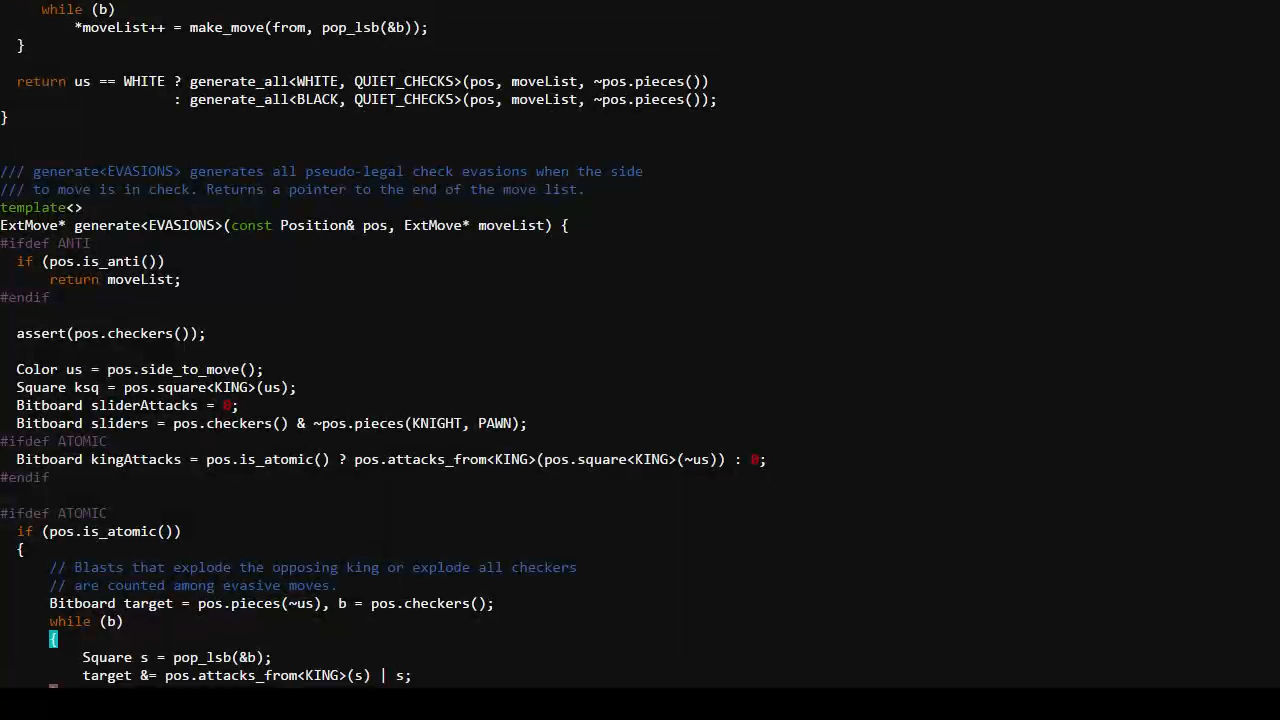 while (b)
*moveList++ = make_move(from, pop_lsb(&b));
}
return us == WHITE ? generate_all<WHITE, QUIET_CHECKS>(pos, moveList, ~pos.pieces())
: generate_all<BLACK, QUIET_CHECKS>(pos, moveList, ~pos.pieces());
}
/// generate<EVASIONS> generates all pseudo-legal check evasions when the side
/// to move is in check. Returns a pointer to the end of the move list.
template<>
ExtMove* generate<EVASIONS>(const Position& pos, ExtMove* moveList) {
#ifdef ANTI
if (pos.is_anti())
return moveList;
#endif
assert(pos.checkers());
Color us = pos.side_to_move();
Square ksq = pos.square<KING>(us);
Bitboard sliderAttacks = 0;
Bitboard sliders = pos.checkers() & ~pos.pieces(KNIGHT, PAWN);
#ifdef ATOMIC
Bitboard kingAttacks = pos.is_atomic() ? pos.attacks_from<KING>(pos.square<KING>(~us)) : 0;
#endif
#ifdef ATOMIC
if (pos.is_atomic())
{
// Blasts that explode the opposing king or explode all checkers
// are counted among evasive moves.
Bitboard target = pos.pieces(~us), b = pos.checkers();
while (b)
{
Square s = pop_lsb(&b);
target &= pos.attacks_from<KING>(s) | s;